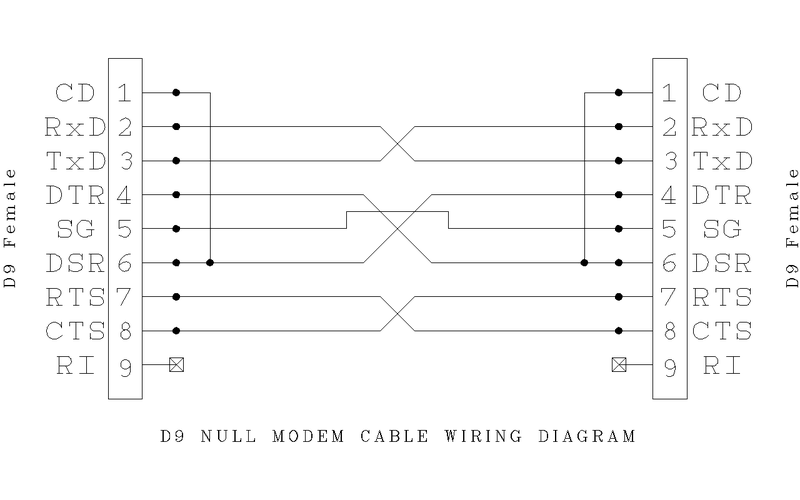 D9 Female
CD 1 1 CD
RxD 2 2 RxD
TxD 3 3 TxD
DTR 4 4 DTR
SG 5 5 SG
DSR 6 6 DSR
RTS 7 7 RTS
CTS 8 8 CTS
RI 9 9 RI
D9 Female
D9 NULL MODEM CABLE WIRING DIAGRAM